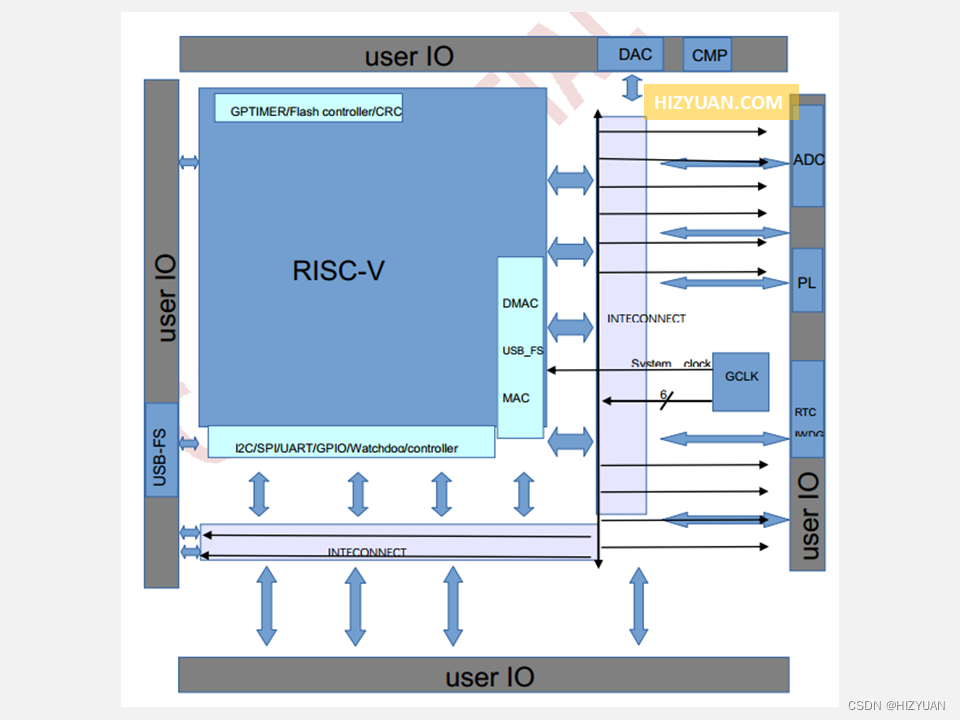 user IO
DAC
CMP
HIZYUAN.COM
GPTIMER/Flash controller/CRC
ADC
user IO
RISC-V
PL
DMAC
INTECONNECT
USB_FS
System clock
GCLK
6
MAC
RTC
IWDG
USB-FS
I2C/SPI/UART/GPIO/Watchdog/controller
user IO
INTECONNECT
user IO
CSDN @HIZYUAN